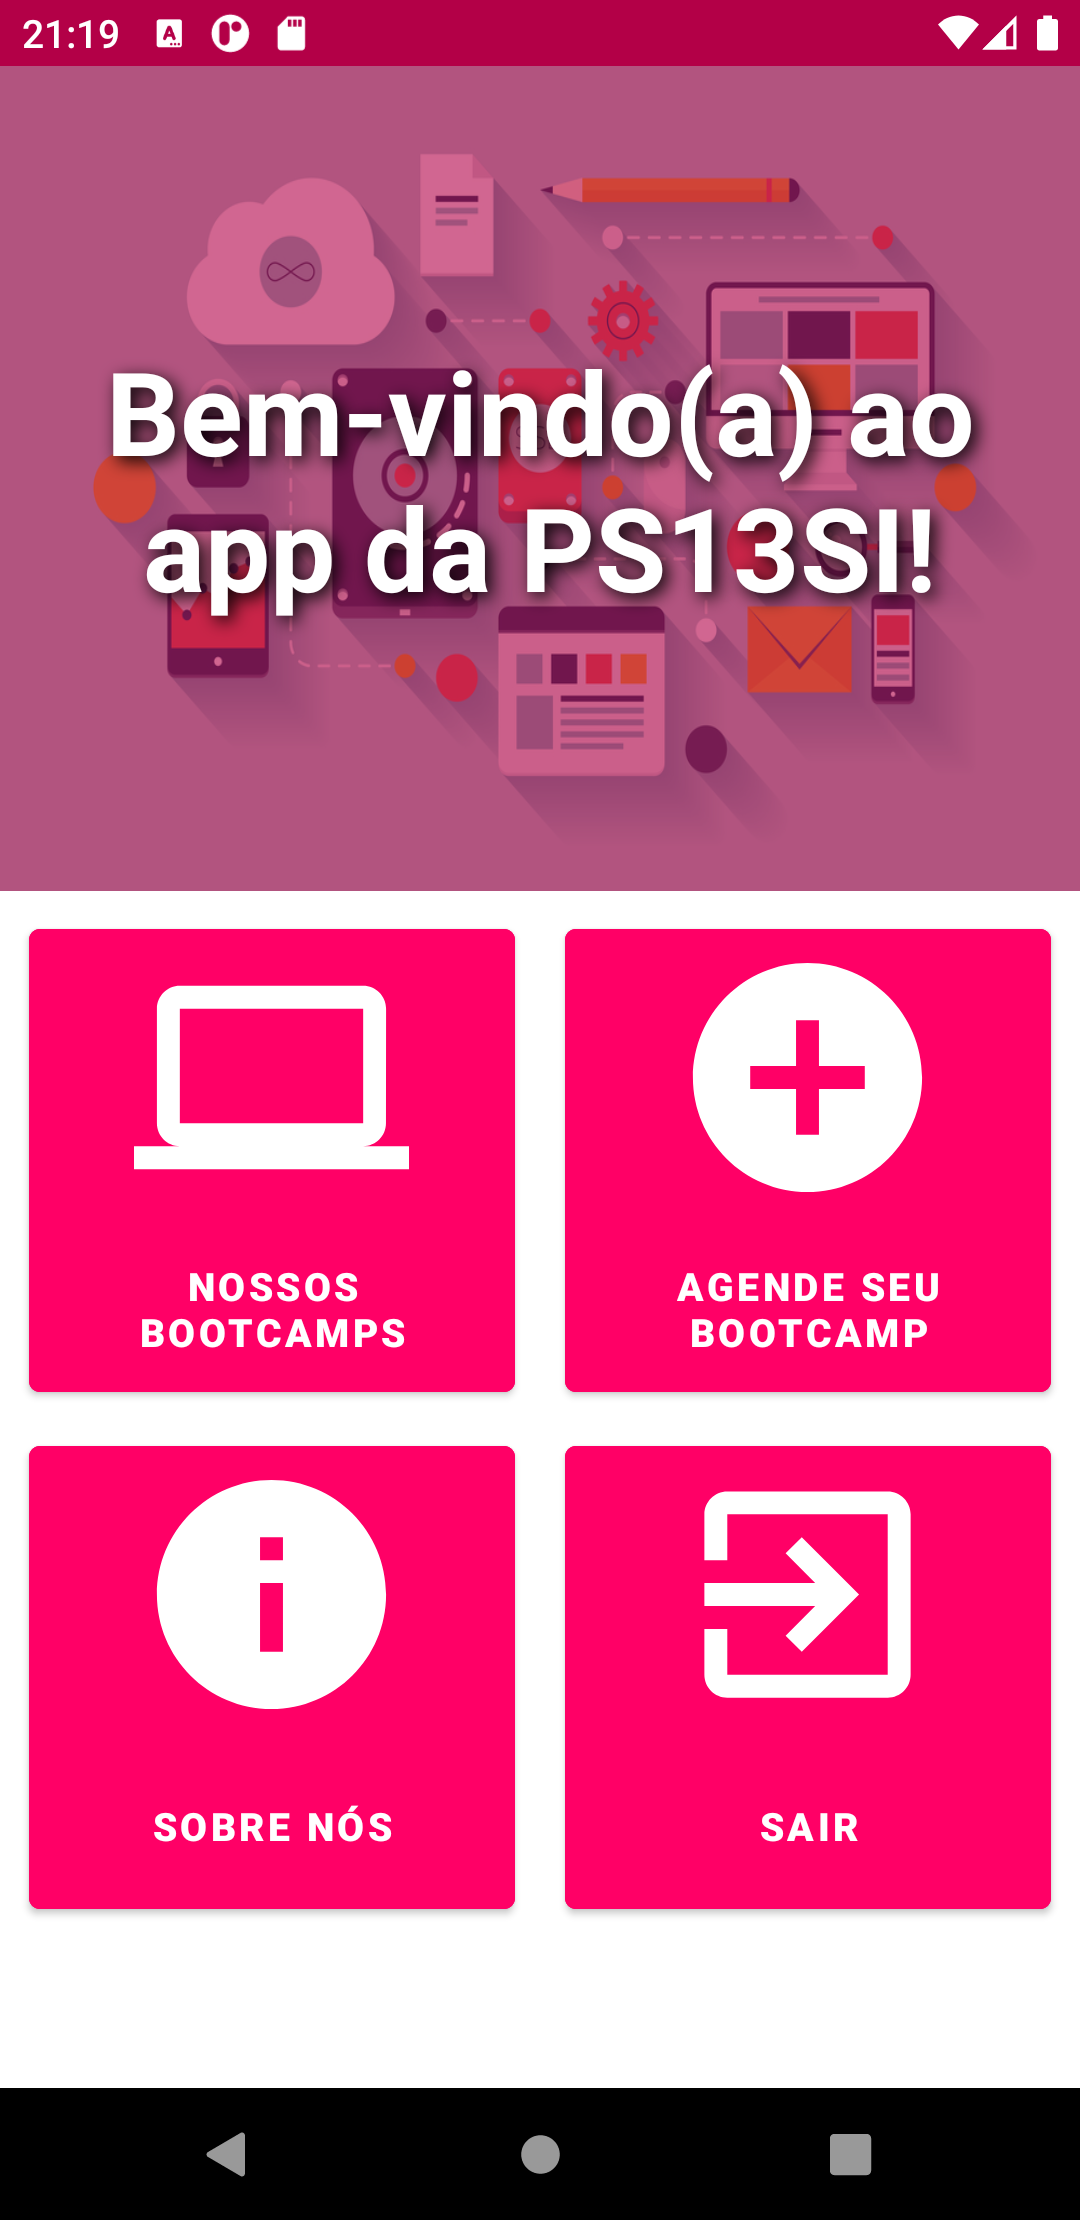 21:19
Bem-vindo(a) ao
app da PS13SI!
NOSSOS
BOOTCAMPS
AGENDE SEU
BOOTCAMP
SOBRE NÓS
SAIR